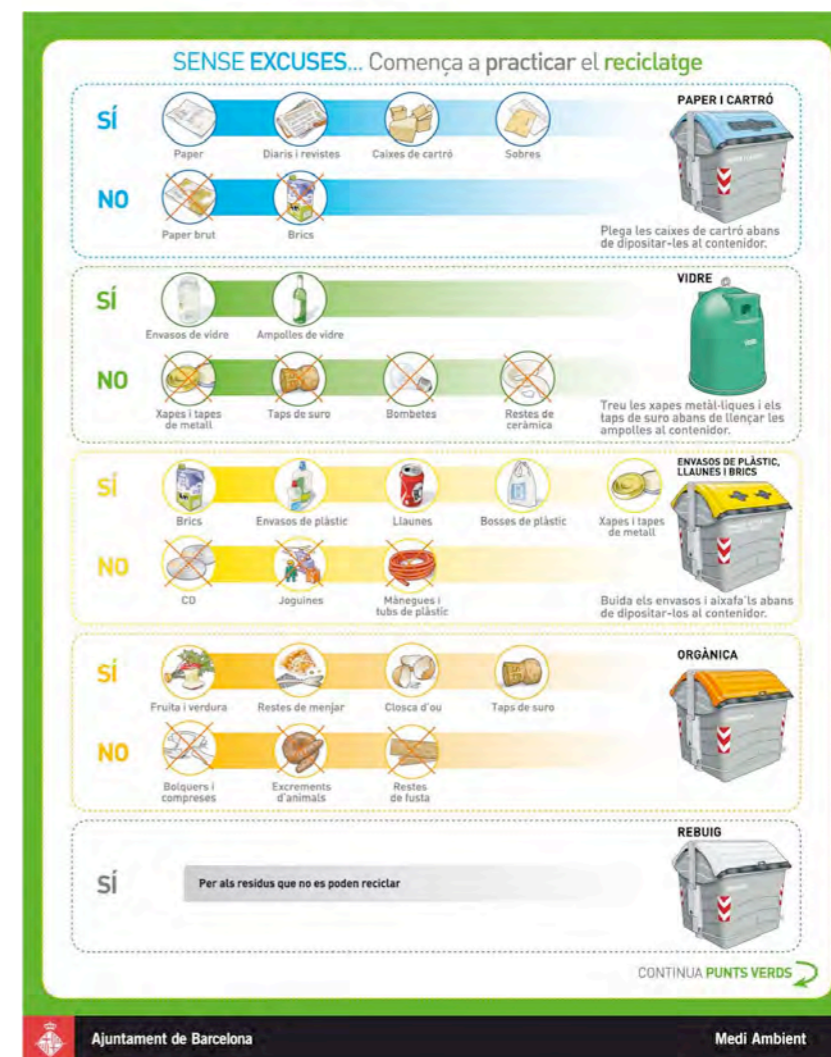 SENSE EXCUSES... Comença a practicar el reciclatge
PAPER I CARTRÓ
SÍ
Paper
Diaris i revistes
Caixes de cartró
Sobres
NO
Paper brut
Brics
Plega les caixes de cartró abans
de dipositar-les al contenidor.
VIDRE
SÍ
Envasos de vidre
Ampolles de vidre
NO
Xapes i tapes
de metall
Taps de suro
Bombetes
Restes de
ceràmica
Treu les xapes metàl·liques i els
taps de suro abans de llençar les
ampolles al contenidor.
ENVASOS DE PLÀSTIC,
LLAUNES I BRICS
SÍ
Brics
Envasos de plàstic
Llaunes
Bosses de plàstic
Xapes i tapes
de metall
NO
CD
Joguines
Mànegues i
tubs de plàstic
Buida els envasos i aixafa'ls abans
de dipositar-los al contenidor.
ORGÀNICA
SÍ
Fruita i verdura
Restes de menjar
Closca d'ou
Taps de suro
NO
Bolquers i
compreses
Excrements
d'animals
Restes
de fusta
REBUIG
SÍ
Per als residus que no es poden reciclar
CONTINUA PUNTS VERDS
Ajuntament de Barcelona
Medi Ambient